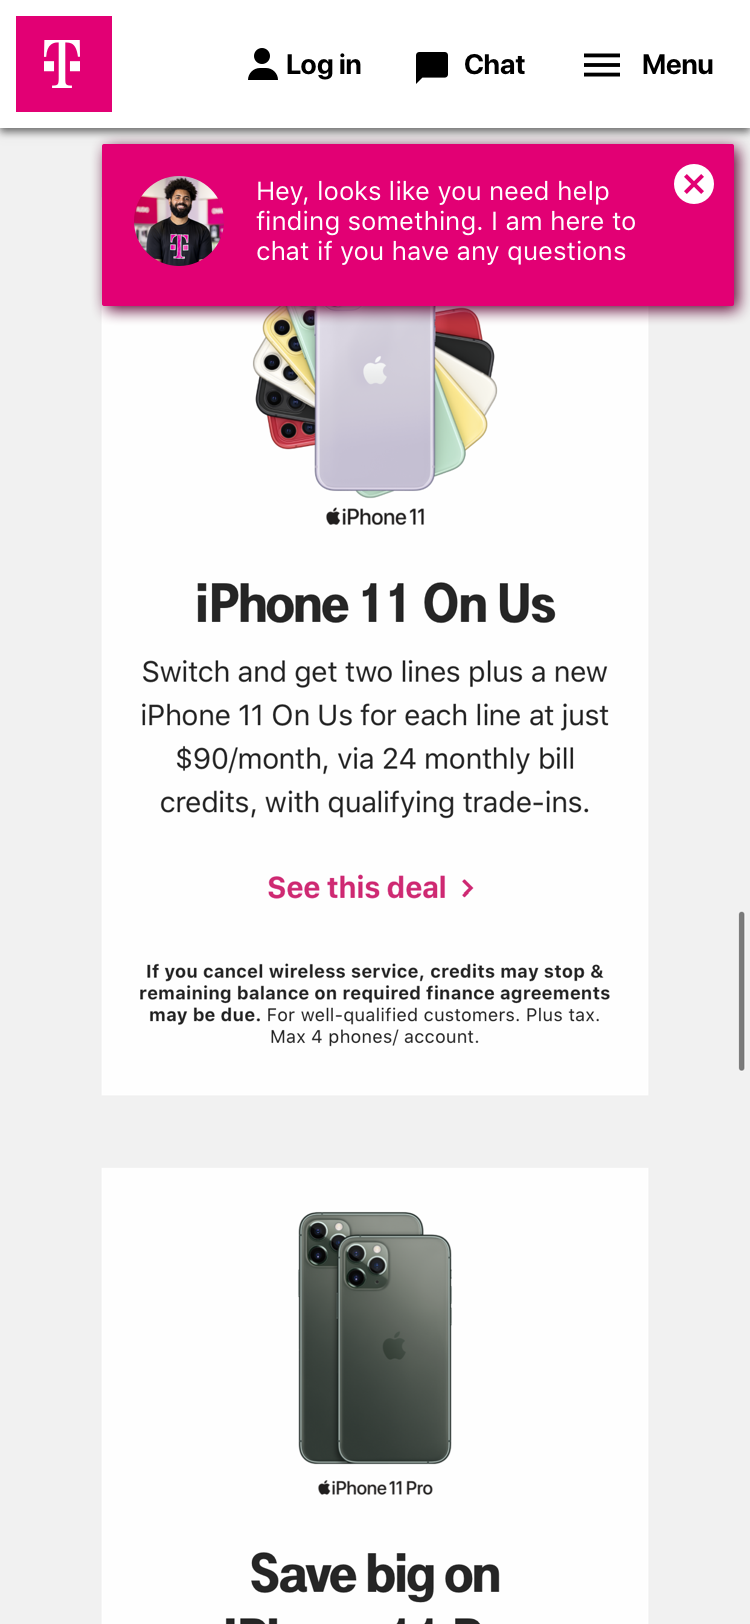 T
Log in
Chat
Menu
Hey, looks like you need help
finding something. I am here to
chat if you have any questions
iPhone 11
iPhone 11 On Us
Switch and get two lines plus a new
iPhone 11 On Us for each line at just
$90/month, via 24 monthly bill
credits, with qualifying trade-ins.
See this deal
If you cancel wireless service, credits may stop &
remaining balance on required finance agreements
may be due. For well-qualified customers. Plus tax.
Max 4 phones/ account.
iPhone 11 Pro
Save big on